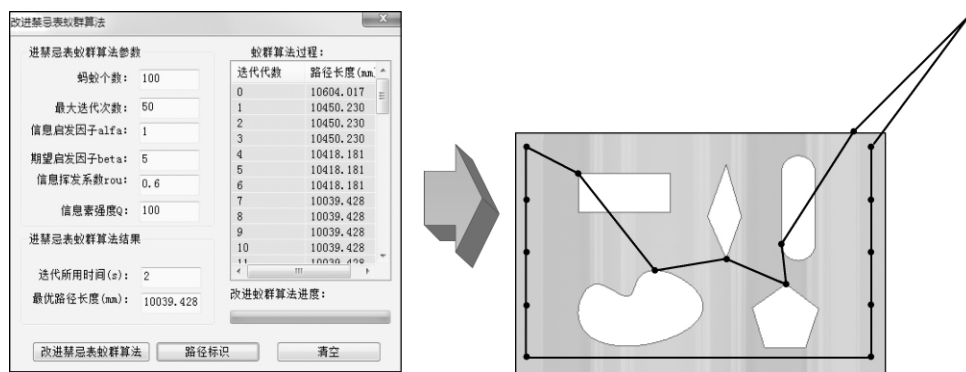 改进禁忌表蚁群算法
x
进禁忌表蚁群算法参数
蚂蚁个数: 100
最大迭代次数: 50
信息启发因子alfa: 1
期望启发因子beta: 5
信息挥发系数rou: 0.6
信息素强度Q: 100
进禁忌表蚁群算法结果
迭代所用时间(s): 2
最优路径长度(mm): 10039.428
蚁群算法过程:
迭代代数 路径长度(mm)
0 10604.017
1 10450.230
2 10450.230
3 10450.230
4 10418.181
5 10418.181
6 10418.181
7 10039.428
8 10039.428
9 10039.428
10 10039.428
11 10039.428
改进蚁群算法进度:
改进禁忌表蚁群算法
路径标识
清空